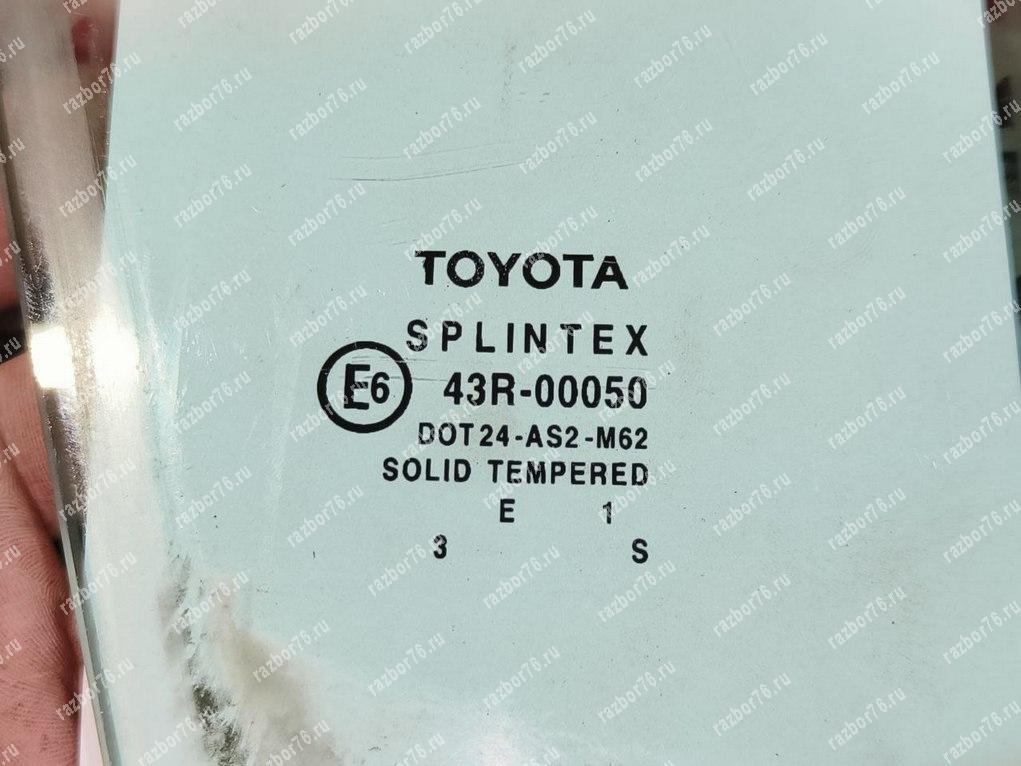 TOYOTA
SPLINTEX
E6 43R-00050
DOT24-AS2-M62
SOLID TEMPERED
E 1
3 S
razbor76.ru